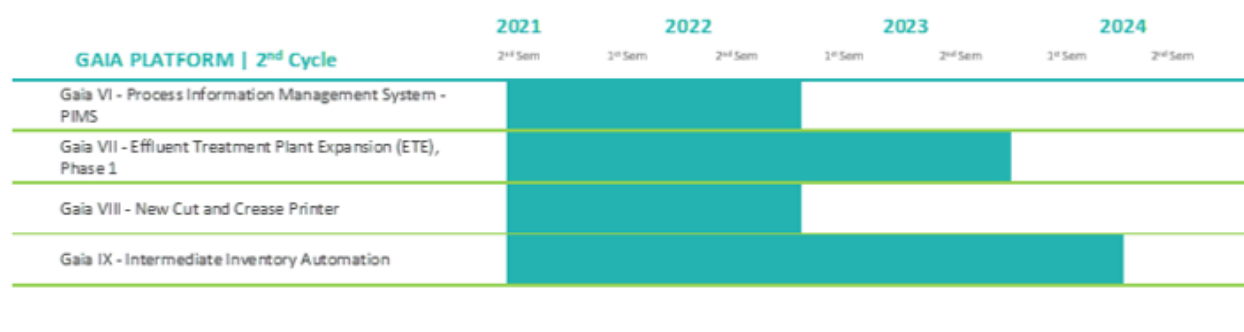 2021 2022 2023 2024
GAIA PLATFORM | 2nd Cycle 2nd Sem 1st Sem 2nd Sem 1st Sem 2nd Sem 1st Sem 2nd Sem
Gaia VI - Process Information Management System -
PIMS
Gaia VII - Effluent Treatment Plant Expansion (ETE),
Phase 1
Gaia VIII - New Cut and Crease Printer
Gaia IX - Intermediate Inventory Automation